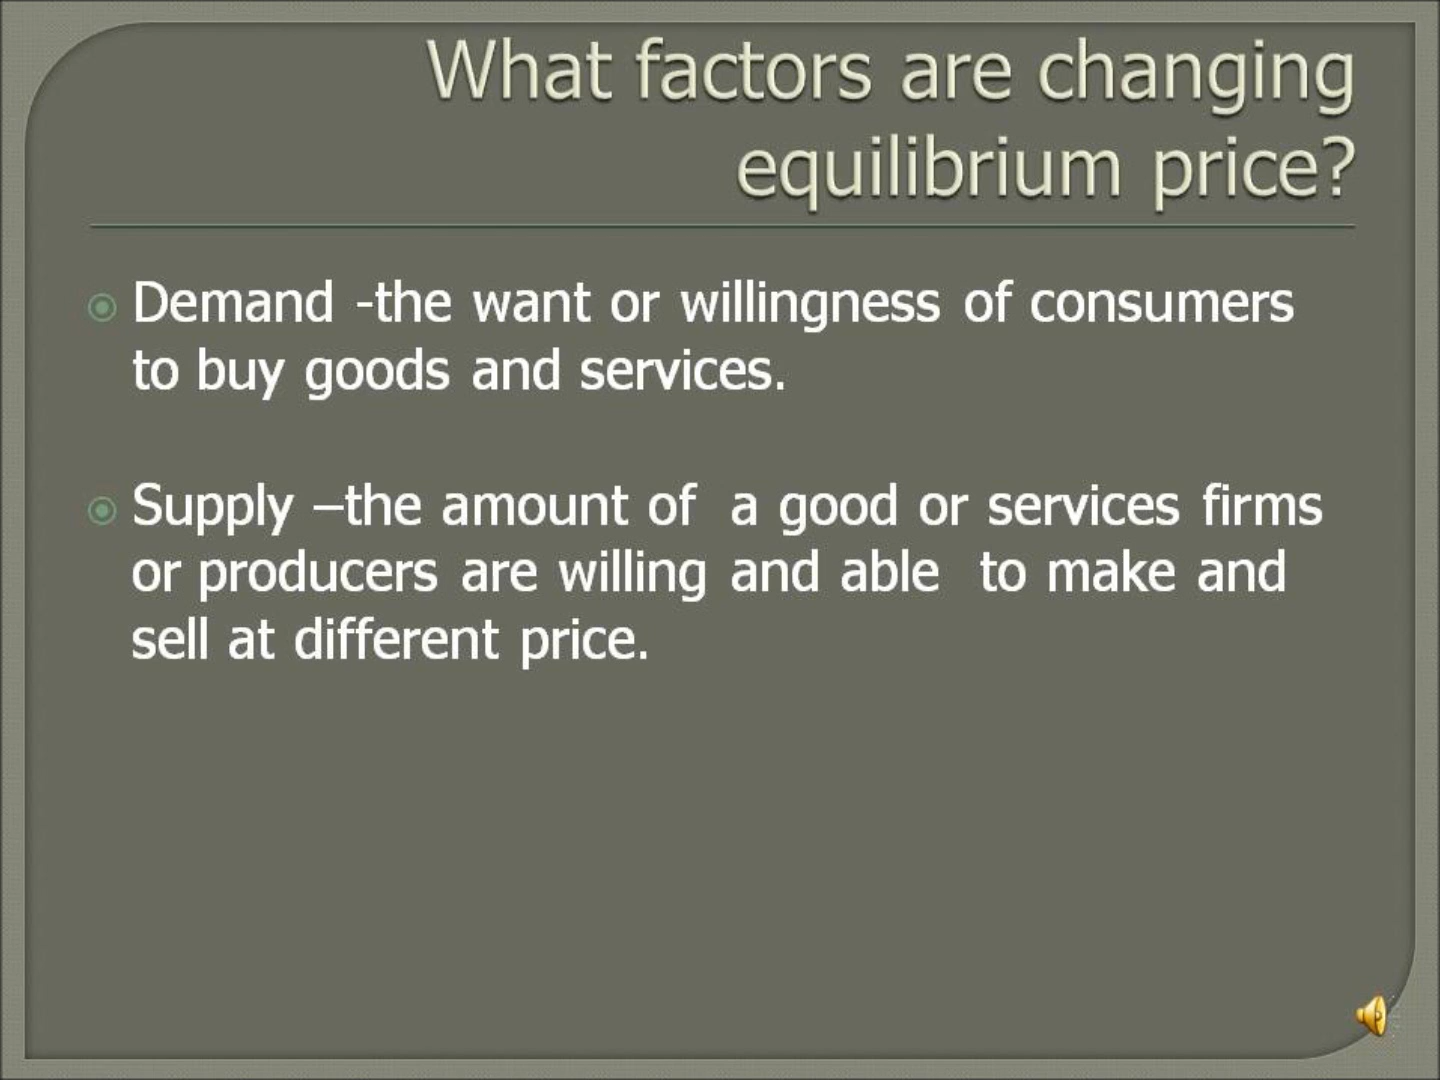 What factors are changing
equilibrium price?
Demand -the want or willingness of consumers
to buy goods and services.
Supply –the amount of a good or services firms
or producers are willing and able to make and
sell at different price.